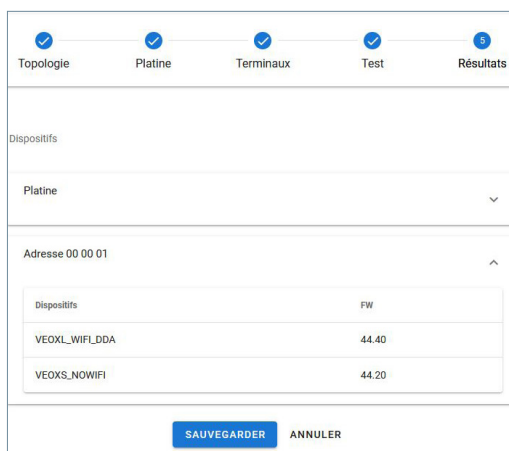 5
Topologie Platine Terminaux Test Résultats
Dispositifs
Platine
Adresse 00 00 01
Dispositifs FW
VEOXL_WIFI_DDA 44.40
VEOXS_NOWIFI 44.20
SAUVEGARDER ANNULER